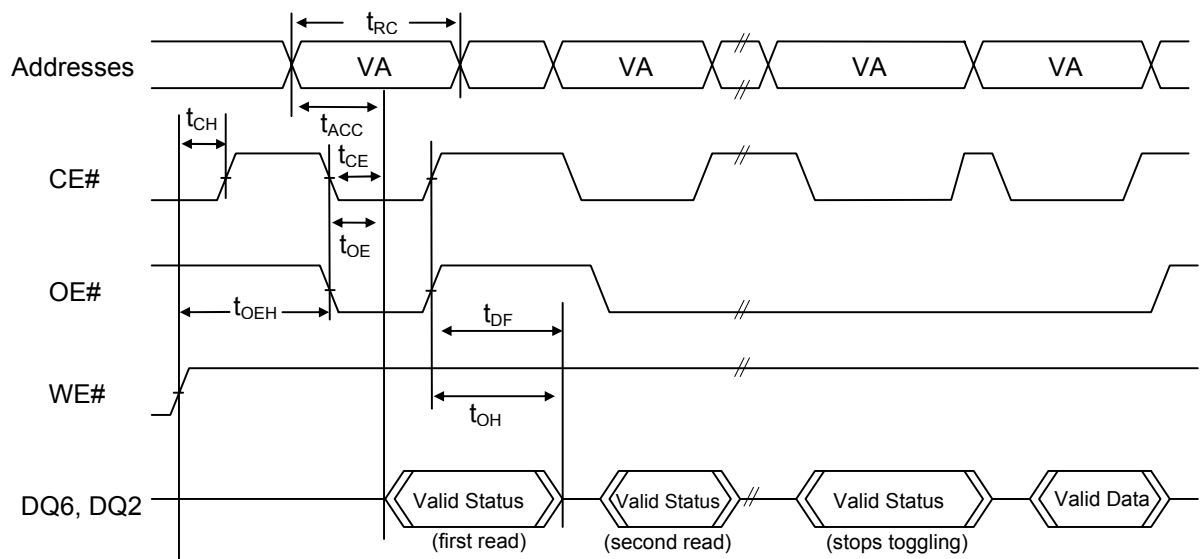 tRC
Addresses VA VA VA VA
tCH
tACC
tCE
CE#
tOE
OE#
tOEH
tDF
WE#
tOH
DQ6, DQ2 Valid Status Valid Status Valid Status Valid Data
(first read) (second read) (stops toggling)